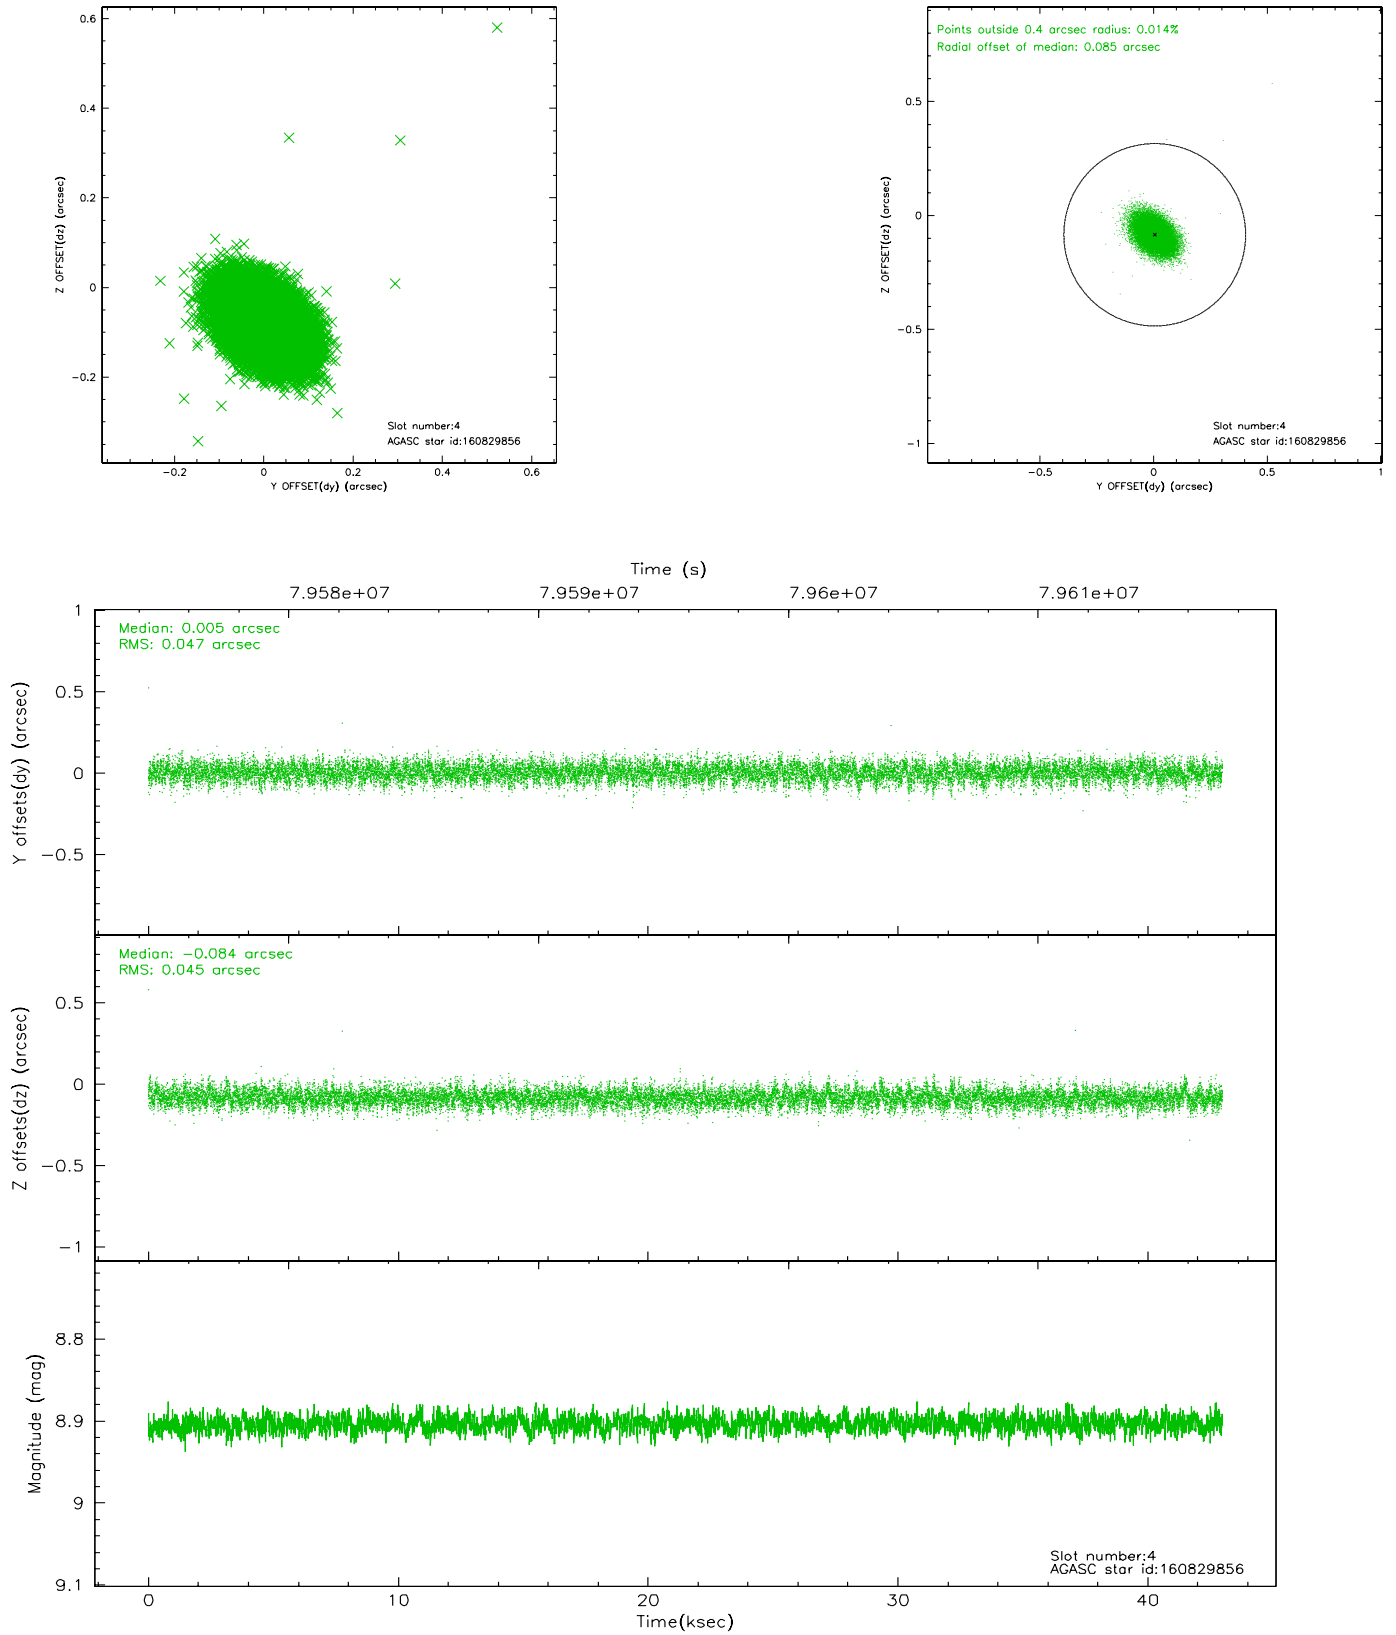 0.6
0.4
0.2
0
−0.2
Z OFFSET(dz) (arcsec)
−0.2
0
0.2
0.4
0.6
Y OFFSET(dy) (arcsec)
Slot number:4
AGASC star id:160829856
Points outside 0.4 arcsec radius: 0.014%
Radial offset of median: 0.085 arcsec
0.5
0
−0.5
−1
Z OFFSET(dz) (arcsec)
−0.5
0
0.5
1
Y OFFSET(dy) (arcsec)
Slot number:4
AGASC star id:160829856
Time (s)
7.958e+07
7.959e+07
7.96e+07
7.961e+07
Median: 0.005 arcsec
RMS: 0.047 arcsec
1
0.5
0
−0.5
Y offsets(dy) (arcsec)
Median: −0.084 arcsec
RMS: 0.045 arcsec
0.5
0
−0.5
−1
Z offsets(dz) (arcsec)
8.8
8.9
9
9.1
Magnitude (mag)
Slot number:4
AGASC star id:160829856
0
10
20
30
40
Time(ksec)